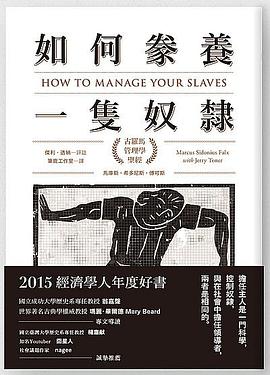 如何豢養
HOW TO MANAGE YOUR SLAVES
一隻奴隸
傑利・透納－評註
筆鹿工作室－譯
古羅馬
管理學
聖經
Marcus Sidonius Falx
with Jerry Toner
馬庫斯・希多尼斯・傅可斯
擔任主人是一門科學，
控制奴隸，
與在社會中擔任領導者，
兩者是相同的。
2015 經濟學人年度好書
國立成功大學歷史系專任教授 翁嘉聲
世界著名古典學權威教授 瑪麗・畢爾德 Mary Beard
專文導讀
國立臺灣大學歷史系專任教授 楊肅献
知名Youtuber 囧星人
社會議題作家 nagee
誠摯推薦